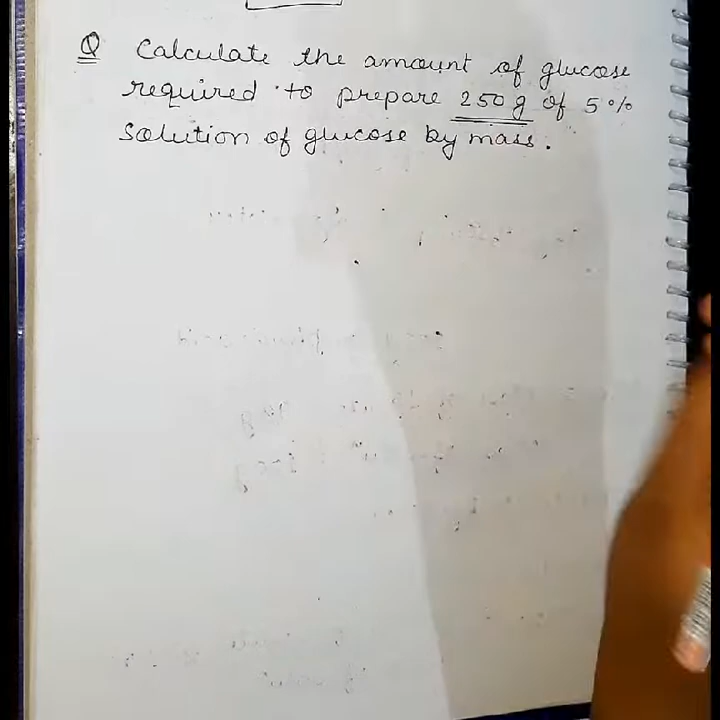 Q Calculate the amount of glucose
required to prepare 250 g of 5%
solution of glucose by mass.